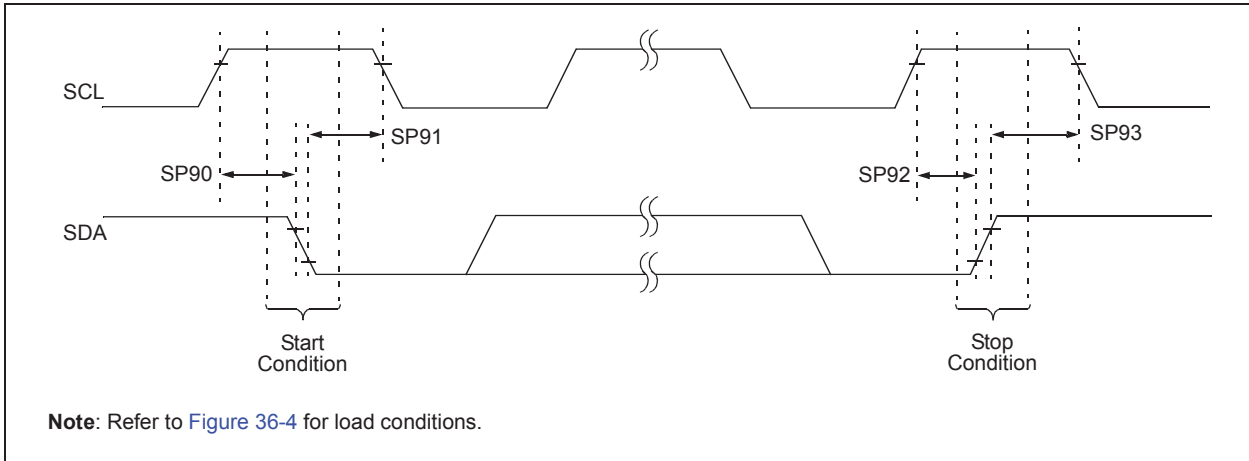 SCL
SP91
SP93
SP90
SP92
SDA
Start
Condition
Stop
Condition
Note: Refer to Figure 36-4 for load conditions.